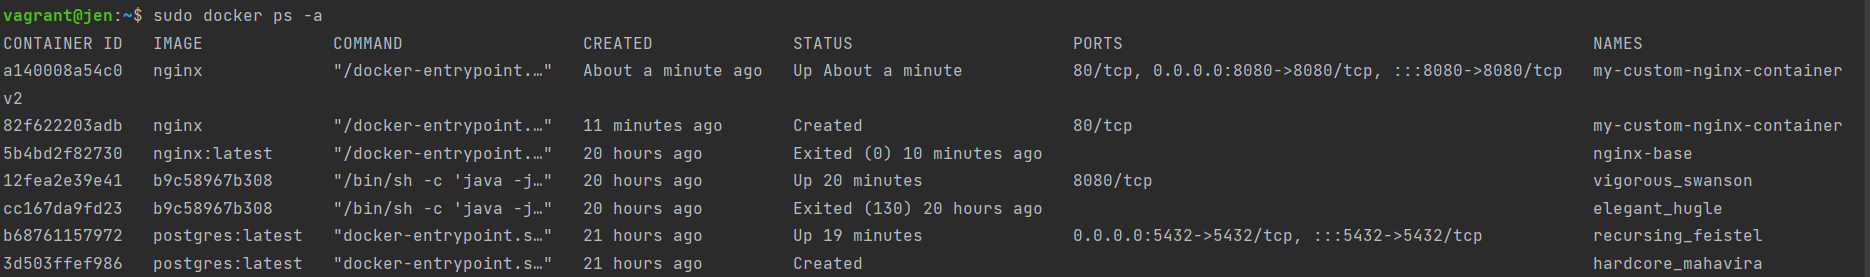 vagrant@jen:~$ sudo docker ps -a
CONTAINER ID   IMAGE             COMMAND                  CREATED              STATUS                      PORTS                                               NAMES
a140008a54c0   nginx             "/docker-entrypoint.…"   About a minute ago   Up About a minute           80/tcp, 0.0.0.0:8080->8080/tcp, :::8080->8080/tcp   my-custom-nginx-container
v2
82f622203adb   nginx             "/docker-entrypoint.…"   11 minutes ago       Created                     80/tcp                                              my-custom-nginx-container
5b4bd2f82730   nginx:latest      "/docker-entrypoint.…"   20 hours ago         Exited (0) 10 minutes ago                                                       nginx-base
12fea2e39e41   b9c58967b308      "/bin/sh -c 'java -j…"   20 hours ago         Up 20 minutes               8080/tcp                                            vigorous_swanson
cc167da9fd23   b9c58967b308      "/bin/sh -c 'java -j…"   20 hours ago         Exited (130) 20 hours ago                                                       elegant_hugle
b68761157972   postgres:latest   "docker-entrypoint.s…"   21 hours ago         Up 19 minutes               0.0.0.0:5432->5432/tcp, :::5432->5432/tcp           recursing_feistel
3d503ffef986   postgres:latest   "docker-entrypoint.s…"   21 hours ago         Created                                                                         hardcore_mahavira